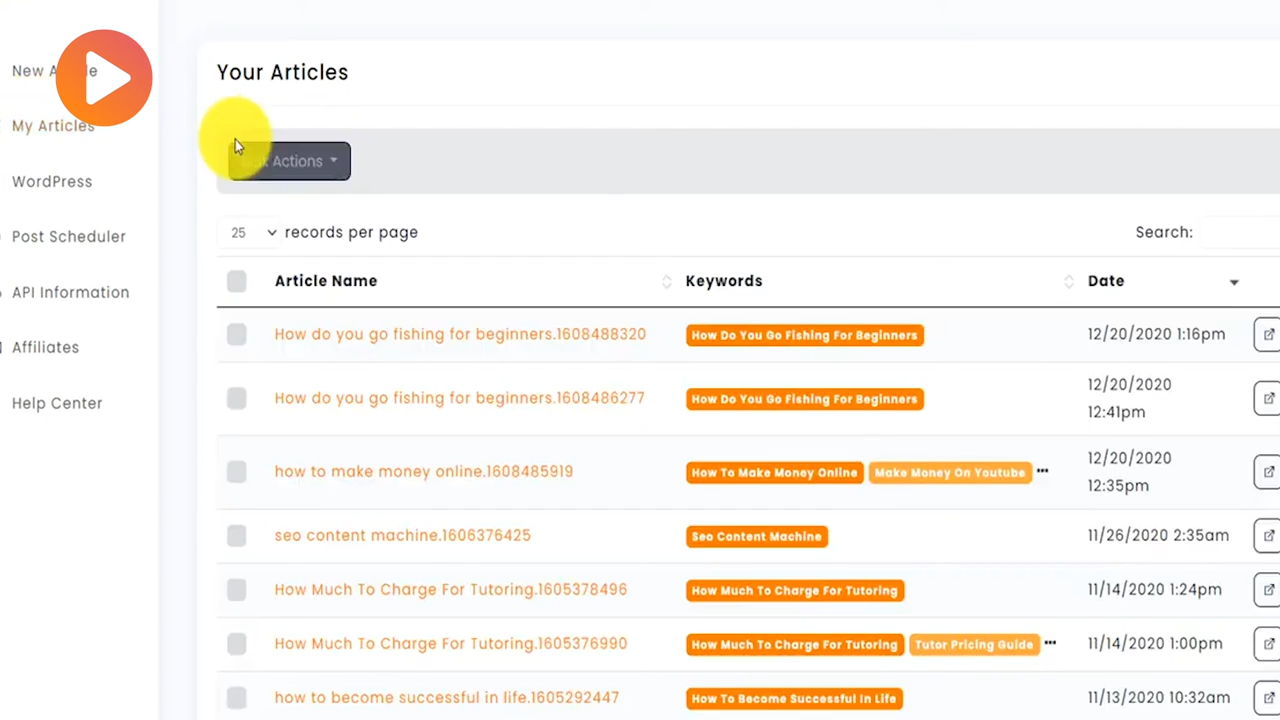 New
My Articles
WordPress
Post Scheduler
API Information
Affiliates
Help Center
Your Articles
Actions
25 records per page
Search:
Article Name Keywords Date
How do you go fishing for beginners.1608488320 How Do You Go Fishing For Beginners 12/20/2020 1:16pm
How do you go fishing for beginners.1608486277 How Do You Go Fishing For Beginners 12/20/2020
12:41pm
how to make money online.1608485919 How To Make Money Online Make Money On Youtube ••• 12/20/2020
12:35pm
seo content machine.1606376425 Seo Content Machine 11/26/2020 2:35am
How Much To Charge For Tutoring.1605378496 How Much To Charge For Tutoring 11/14/2020 1:24pm
How Much To Charge For Tutoring.1605376990 How Much To Charge For Tutoring Tutor Pricing Guide ••• 11/14/2020 1:00pm
how to become successful in life.1605292447 How To Become Successful In Life 11/13/2020 10:32am